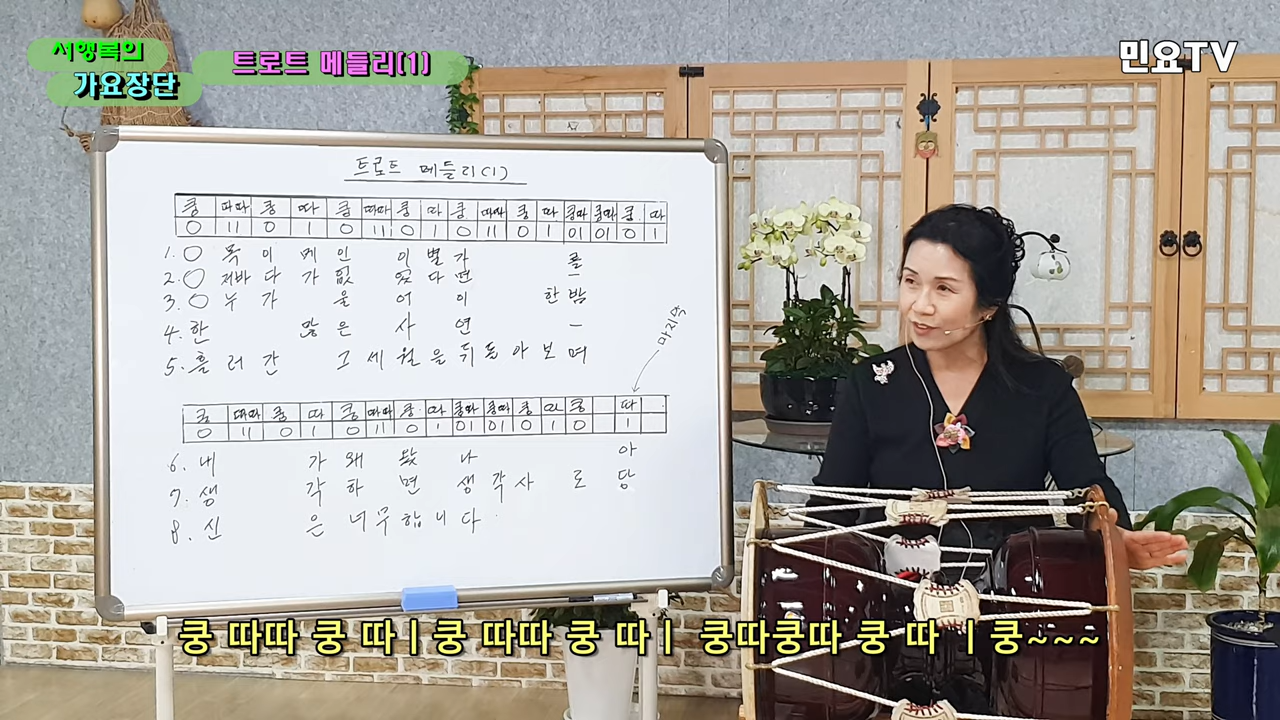 서행복의
가요장단
트로트 메들리(1)
민요TV
트로트 메들리(1)
쿵 따따 쿵 따 쿵 따따 쿵 따 쿵 따따 쿵 따 쿵따 쿵따 쿵 따
0 11 0 1 0 11 0 1 0 11 0 1 01 01 0 1
1. ○ 목 이 메 인 이 별 가 를
2. ○ 저바 다 가 없 었 다 면 ㅡ
3. ○ 누 가 울 어 이 한 밤
4. 한 많 은 사 연 ㅡ
5. 흘 러 간 그 세 월 을 뒤 돌 아 보 며
쿵 따따 쿵 따 쿵 따따 쿵 따 쿵따 쿵따 쿵 따 쿵 따
0 11 0 1 0 11 0 1 01 01 0 1 0 1
6. 내 가 왜 왔 나 아
7. 생 각 하 면 생 각 사 로 당
8. 신 은 너 무 합 니 다
쿵 따따 쿵 따ㅣ쿵 따따 쿵 따ㅣ 쿵따쿵따 쿵 따 ㅣ쿵~~~